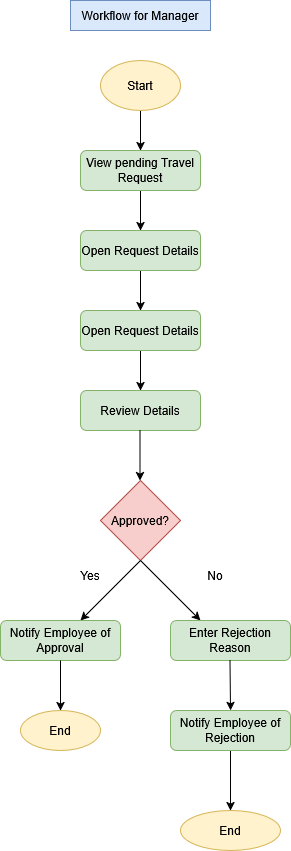 Workflow for Manager
Start
View pending Travel
Request
Open Request Details
Open Request Details
Review Details
Approved?
Yes
No
Notify Employee of
Approval
Enter Rejection
Reason
End
Notify Employee of
Rejection
End